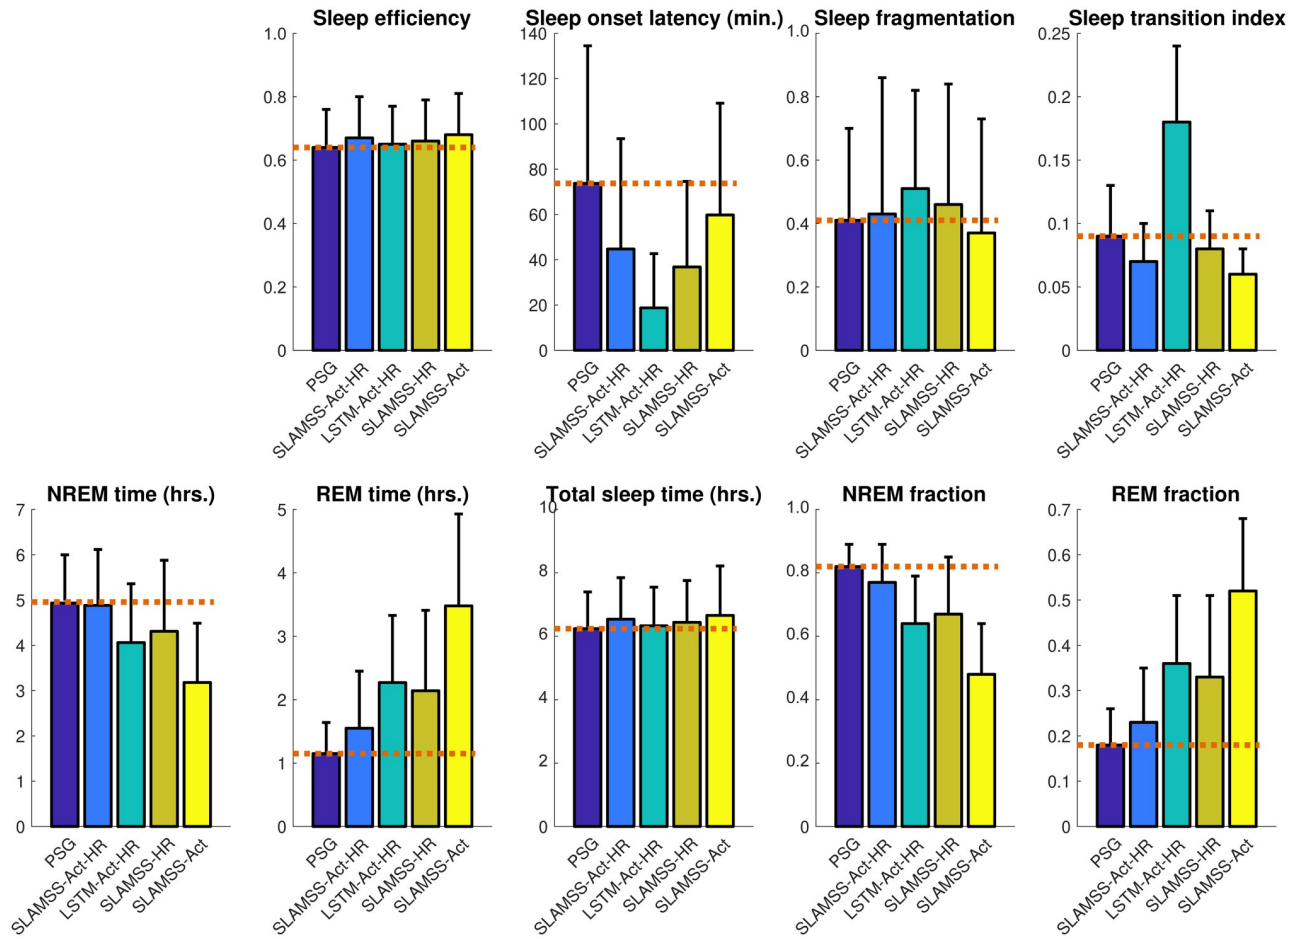 Sleep efficiency
1.0
0.8
0.6
0.4
0.2
0
PSG
SLAMSS-Act-HR
LSTM-Act-HR
SLAMSS-HR
SLAMSS-Act
Sleep onset latency (min.)
140
120
100
80
60
40
20
0
PSG
SLAMSS-Act-HR
LSTM-Act-HR
SLAMSS-HR
SLAMSS-Act
Sleep fragmentation
1.0
0.8
0.6
0.4
0.2
0
PSG
SLAMSS-Act-HR
LSTM-Act-HR
SLAMSS-HR
SLAMSS-Act
Sleep transition index
0.25
0.2
0.15
0.1
0.05
0
PSG
SLAMSS-Act-HR
LSTM-Act-HR
SLAMSS-HR
SLAMSS-Act
NREM time (hrs.)
7
6
5
4
3
2
1
0
PSG
SLAMSS-Act-HR
LSTM-Act-HR
SLAMSS-HR
SLAMSS-Act
REM time (hrs.)
5
4
3
2
1
0
PSG
SLAMSS-Act-HR
LSTM-Act-HR
SLAMSS-HR
SLAMSS-Act
Total sleep time (hrs.)
10
8
6
4
2
0
PSG
SLAMSS-Act-HR
LSTM-Act-HR
SLAMSS-HR
SLAMSS-Act
NREM fraction
1.0
0.8
0.6
0.4
0.2
0
PSG
SLAMSS-Act-HR
LSTM-Act-HR
SLAMSS-HR
SLAMSS-Act
REM fraction
0.7
0.6
0.5
0.4
0.3
0.2
0.1
0
PSG
SLAMSS-Act-HR
LSTM-Act-HR
SLAMSS-HR
SLAMSS-Act